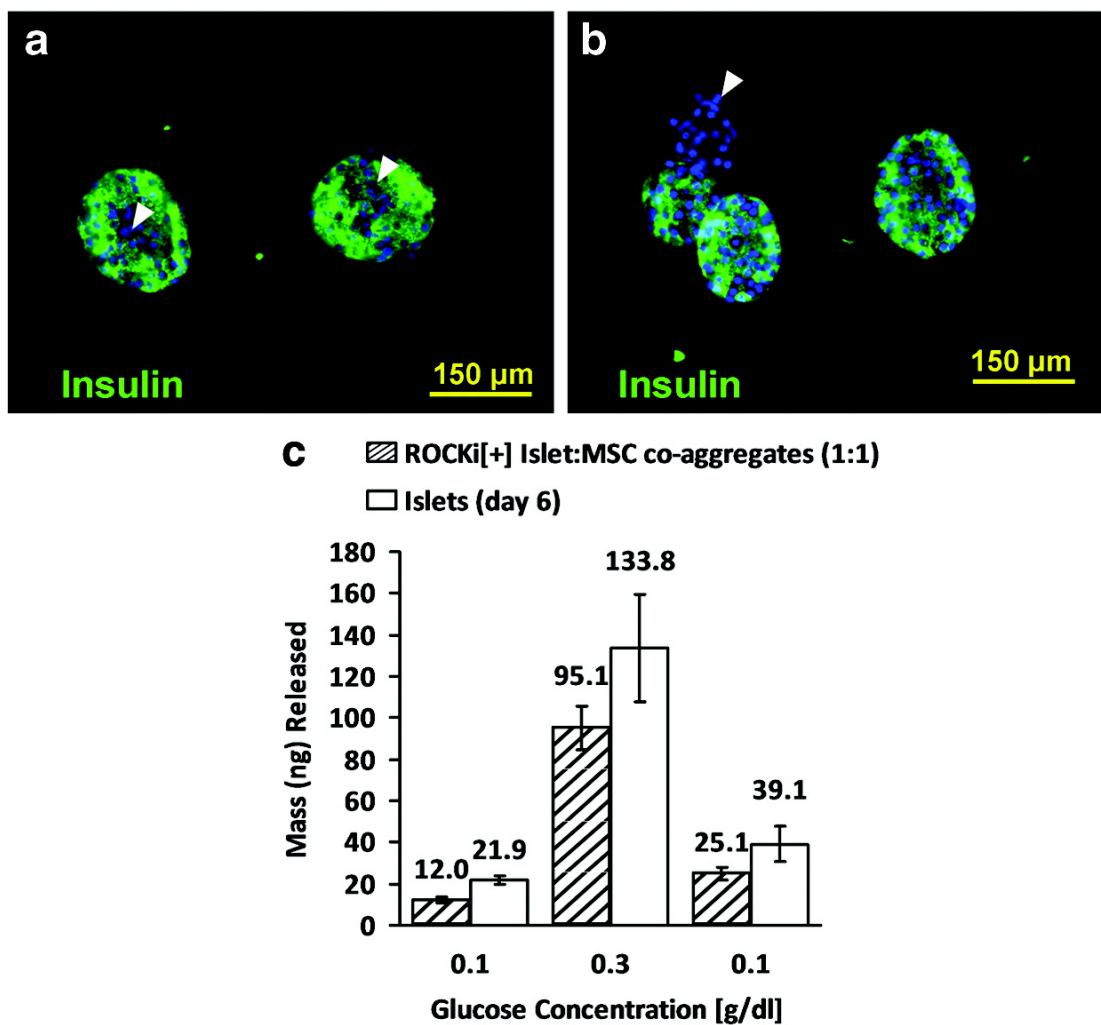 a
b
Insulin
150 µm
Insulin
150 µm
c
ROCKi[+] Islet:MSC co-aggregates (1:1)
Islets (day 6)
180
160
140
120
100
80
60
40
20
0
Mass (ng) Released
12.0
21.9
95.1
133.8
25.1
39.1
0.1
0.3
0.1
Glucose Concentration [g/dl]